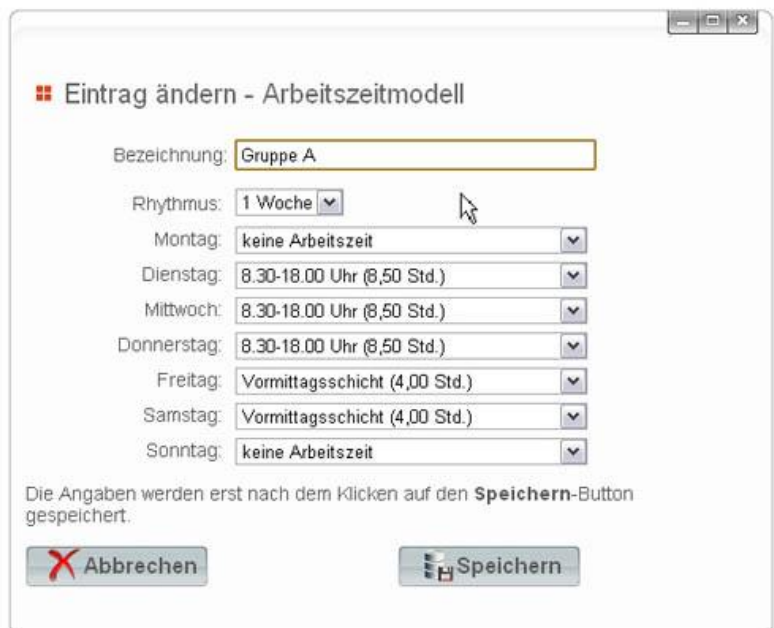 Eintrag ändern - Arbeitszeitmodell
Bezeichnung: Gruppe A
Rhythmus: 1 Woche
Montag: keine Arbeitszeit
Dienstag: 8.30-18.00 Uhr (8,50 Std.)
Mittwoch: 8.30-18.00 Uhr (8,50 Std.)
Donnerstag: 8.30-18.00 Uhr (8,50 Std.)
Freitag: Vormittagsschicht (4,00 Std.)
Samstag: Vormittagsschicht (4,00 Std.)
Sonntag: keine Arbeitszeit
Die Angaben werden erst nach dem Klicken auf den Speichern-Button
gespeichert.
Abbrechen Speichern